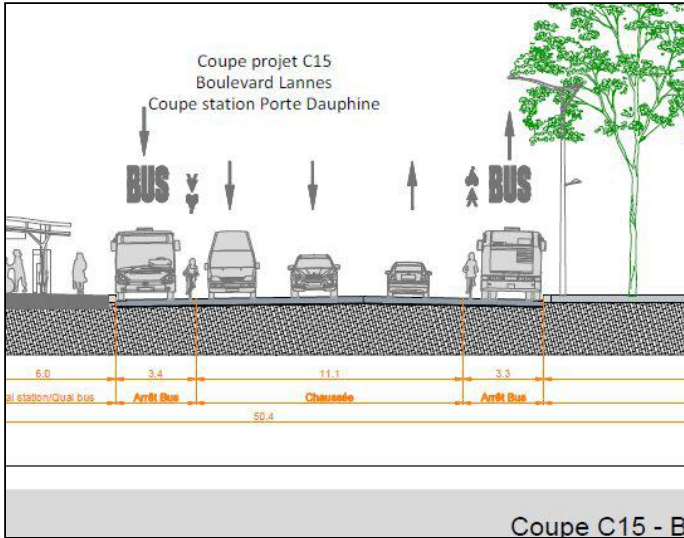 Coupe projet C15
Boulevard Lannes
Coupe station Porte Dauphine
BUS
BUS
6.0
3.4
11.1
3.3
al station/Quai bus
Arrêt Bus
Chaussée
Arrêt Bus
50.4
Coupe C15 - B